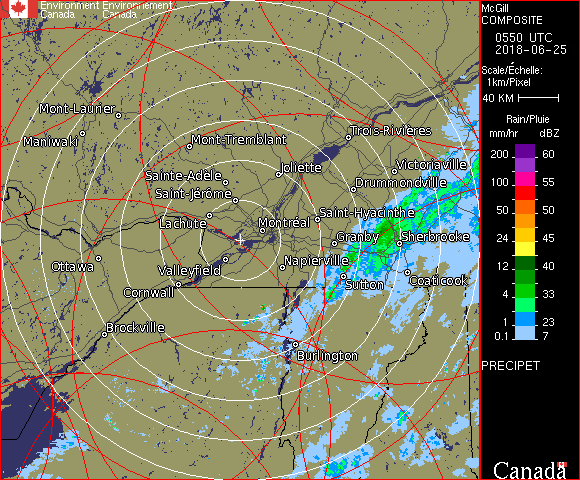 Environment Environnement
Canada Canada
McGill
COMPOSITE
0550 UTC
2018-06-25
Scale/Échelle:
1km/Pixel
40 KM
Rain/Pluie
mm/hr dBZ
200 60
100 55
50 50
24 45
12 40
4 33
1 23
0.1 7
PRECIPET
Canada
Mont-Laurier
Maniwaki
Mont-Tremblant
Trois-Rivières
Sainte-Adèle
Joliette
Victoriaville
Saint-Jérôme
Drummondville
Lachute
Montréal
Saint-Hyacinthe
Granby
Sherbrooke
Ottawa
Valleyfield
Napierville
Cornwall
Sutton
Coaticook
Brockville
Burlington